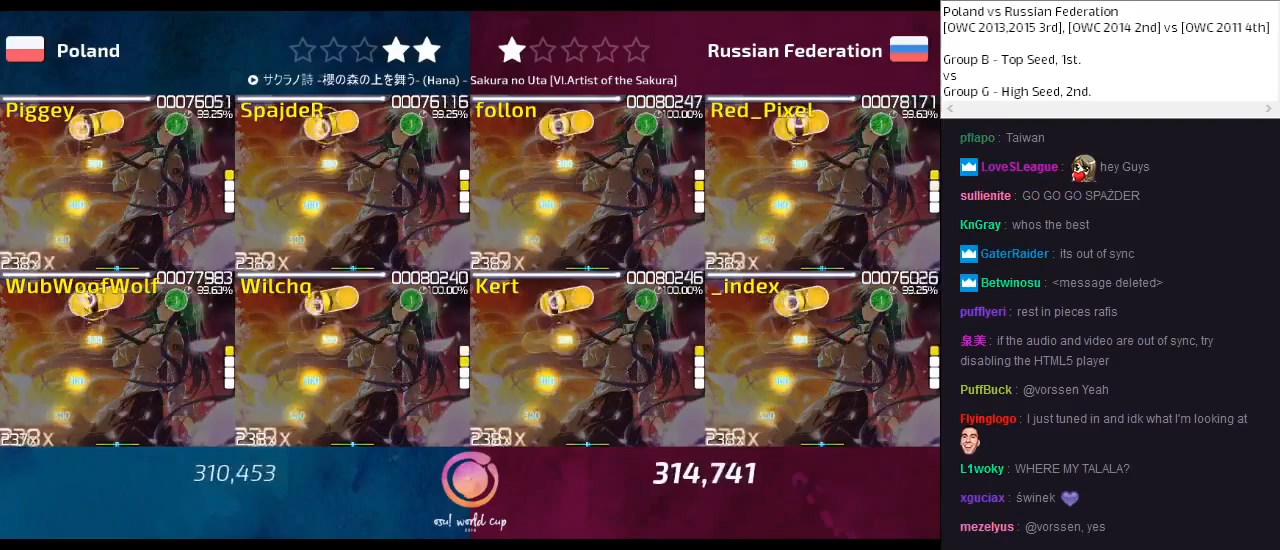 Poland
Russian Federation
サクラノ詩 -櫻の森の上を舞う- (Hana) - Sakura no Uta [VI.Artist of the Sakura]
Piggey
00076051
99.25%
SpajdeR
00076116
99.25%
follon
00080247
100.00%
Red_Pixel
00078171
99.63%
WubWoofWolf
00077983
99.63%
Wilchq
00080240
100.00%
Kert
00080246
100.00%
_index
00076026
99.25%
310,453
314,741
osu! world cup
Poland vs Russian Federation
[OWC 2013,2015 3rd], [OWC 2014 2nd] vs [OWC 2011 4th]
Group B - Top Seed, 1st.
vs
Group G - High Seed, 2nd.
pflapo : Taiwan
LoveSLeague : hey Guys
sullienite : GO GO GO SPAŻDER
KnGray : whos the best
GaterRaider : its out of sync
Betwinosu : <message deleted>
pufflyeri : rest in pieces rafis
泉美 : if the audio and video are out of sync, try
disabling the HTML5 player
PuffBuck : @vorssen Yeah
Flyinglogo : I just tuned in and idk what I'm looking at
L1woky : WHERE MY TALALA?
xguciax : świnek
mezelyus : @vorssen, yes